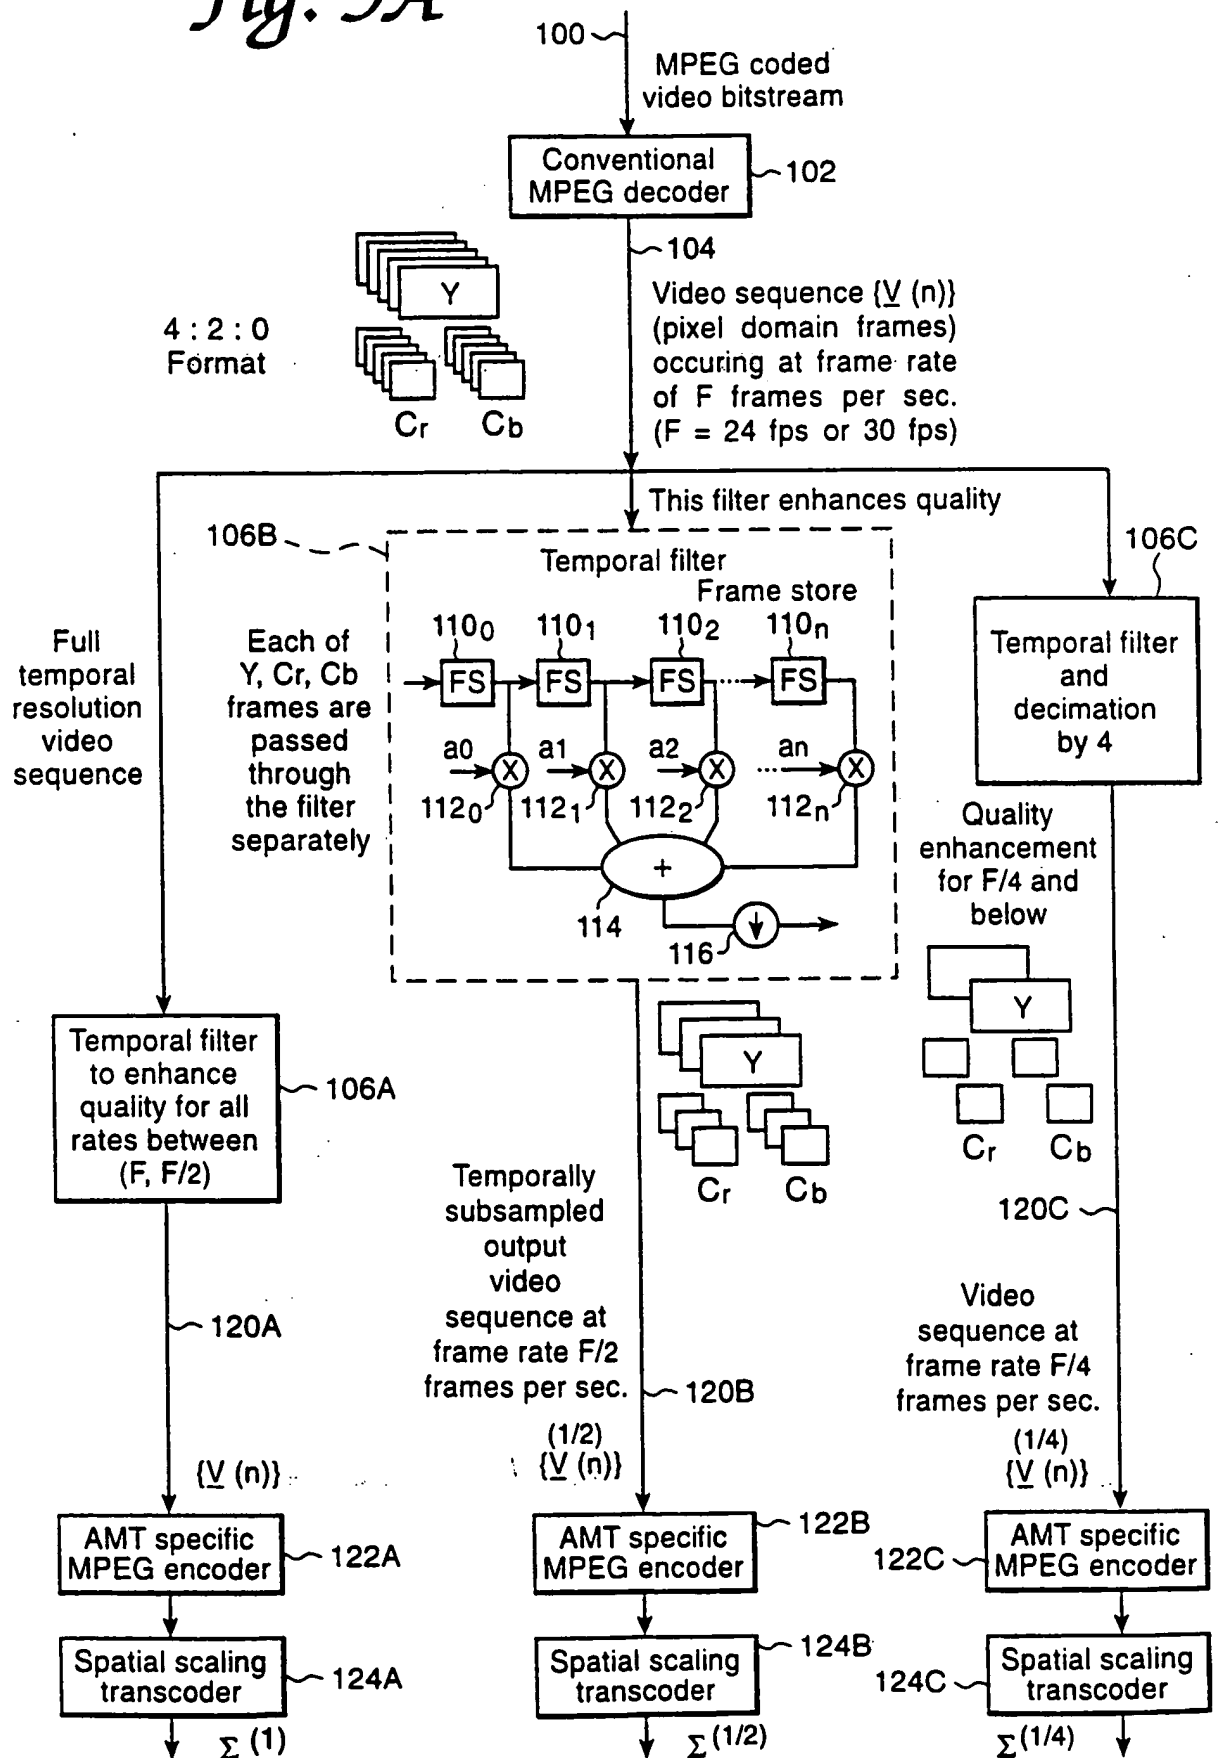 Fig. 5A
100
MPEG coded
video bitstream
Conventional
MPEG decoder
102
104
4 : 2 : 0
Format
Y
Cr
Cb
Video sequence {V (n)}
(pixel domain frames)
occuring at frame rate
of F frames per sec.
(F = 24 fps or 30 fps)
This filter enhances quality
106B
106C
Temporal filter
Frame store
110₀
110₁
110₂
110ₙ
FS
FS
FS
FS
a0
a1
a2
an
X
X
X
X
112₀
112₁
112₂
112ₙ
+
114
116
Full
temporal
resolution
video
sequence
Each of
Y, Cr, Cb
frames are
passed
through
the filter
separately
Temporal filter
and
decimation
by 4
Quality
enhancement
for F/4 and
below
Y
Cr
Cb
Temporal filter
to enhance
quality for all
rates between
(F, F/2)
106A
Y
Cr
Cb
Temporally
subsampled
output
video
sequence at
frame rate F/2
frames per sec.
120A
120B
120C
Video
sequence at
frame rate F/4
frames per sec.
{V (n)}
(1/2)
{V (n)}
(1/4)
{V (n)}
AMT specific
MPEG encoder
122A
AMT specific
MPEG encoder
122B
AMT specific
MPEG encoder
122C
Spatial scaling
transcoder
124A
Spatial scaling
transcoder
124B
Spatial scaling
transcoder
124C
Σ (1)
Σ (1/2)
Σ (1/4)